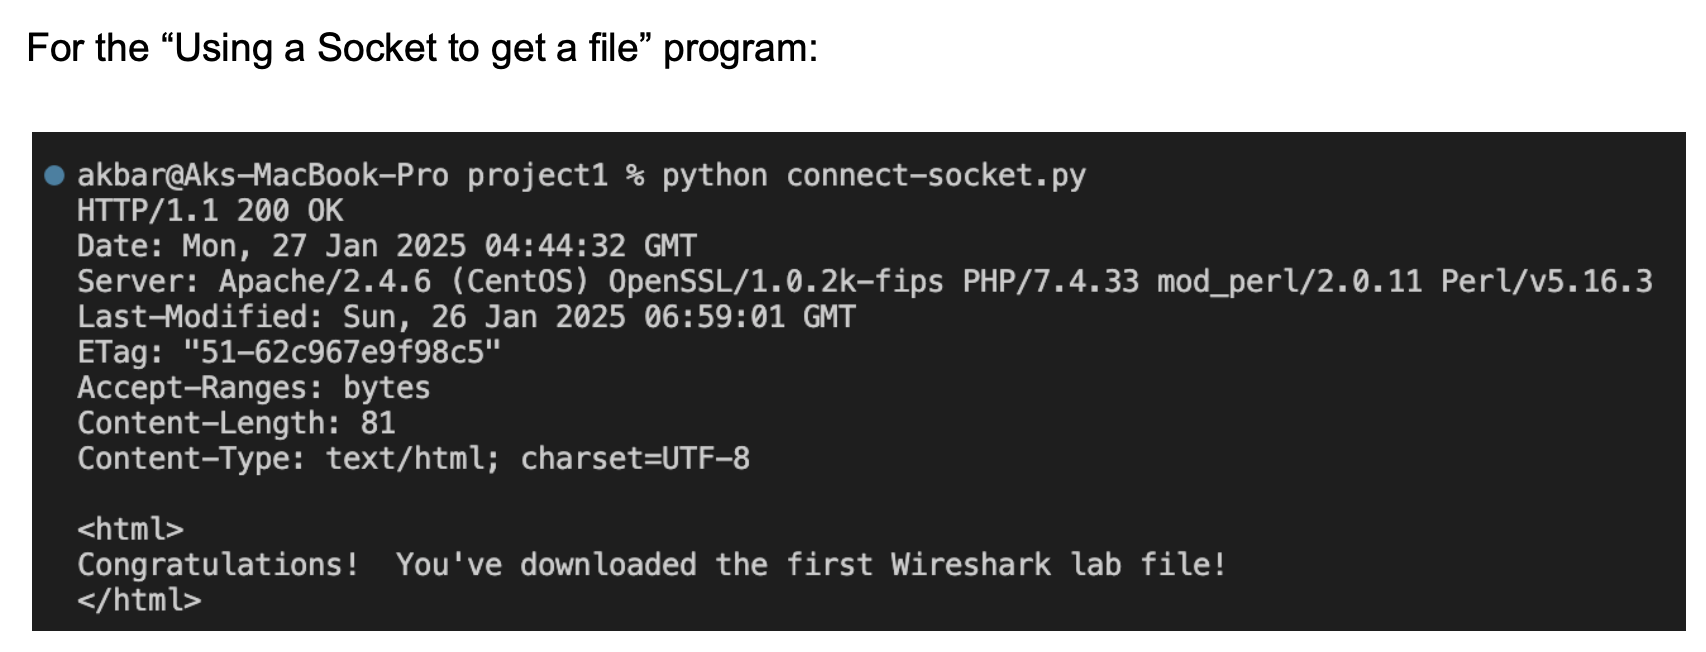 For the “Using a Socket to get a file” program:
akbar@Aks-MacBook-Pro project1 % python connect-socket.py
HTTP/1.1 200 OK
Date: Mon, 27 Jan 2025 04:44:32 GMT
Server: Apache/2.4.6 (CentOS) OpenSSL/1.0.2k-fips PHP/7.4.33 mod_perl/2.0.11 Perl/v5.16.3
Last-Modified: Sun, 26 Jan 2025 06:59:01 GMT
ETag: "51-62c967e9f98c5"
Accept-Ranges: bytes
Content-Length: 81
Content-Type: text/html; charset=UTF-8
<html>
Congratulations!  You've downloaded the first Wireshark lab file!
</html>